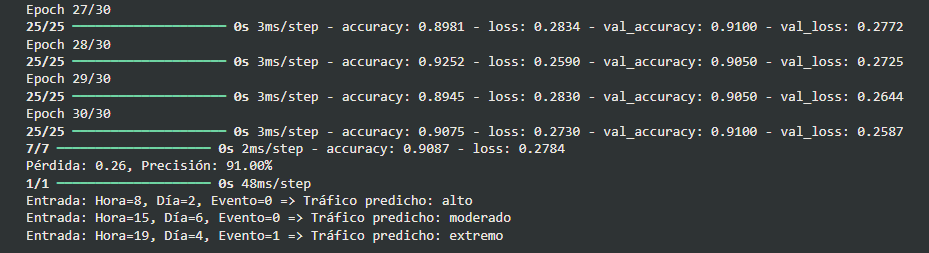 Epoch 27/30
25/25 ━━━━━━━━━━━━━━━━━━━━ 0s 3ms/step - accuracy: 0.8981 - loss: 0.2834 - val_accuracy: 0.9100 - val_loss: 0.2772
Epoch 28/30
25/25 ━━━━━━━━━━━━━━━━━━━━ 0s 3ms/step - accuracy: 0.9252 - loss: 0.2590 - val_accuracy: 0.9050 - val_loss: 0.2725
Epoch 29/30
25/25 ━━━━━━━━━━━━━━━━━━━━ 0s 3ms/step - accuracy: 0.8945 - loss: 0.2830 - val_accuracy: 0.9050 - val_loss: 0.2644
Epoch 30/30
25/25 ━━━━━━━━━━━━━━━━━━━━ 0s 3ms/step - accuracy: 0.9075 - loss: 0.2730 - val_accuracy: 0.9100 - val_loss: 0.2587
7/7 ━━━━━━━━━━━━━━━━━━━━ 0s 2ms/step - accuracy: 0.9087 - loss: 0.2784
Pérdida: 0.26, Precisión: 91.00%
1/1 ━━━━━━━━━━━━━━━━━━━━ 0s 48ms/step
Entrada: Hora=8, Día=2, Evento=0 => Tráfico predicho: alto
Entrada: Hora=15, Día=6, Evento=0 => Tráfico predicho: moderado
Entrada: Hora=19, Día=4, Evento=1 => Tráfico predicho: extremo